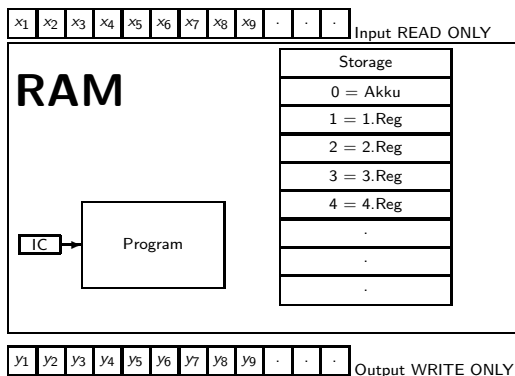 x₁ x₂ x₃ x₄ x₅ x₆ x₇ x₈ x₉ · · · Input READ ONLY
RAM
Storage
0 = Akku
1 = 1.Reg
2 = 2.Reg
3 = 3.Reg
4 = 4.Reg
·
·
·
IC Program
y₁ y₂ y₃ y₄ y₅ y₆ y₇ y₈ y₉ · · · Output WRITE ONLY